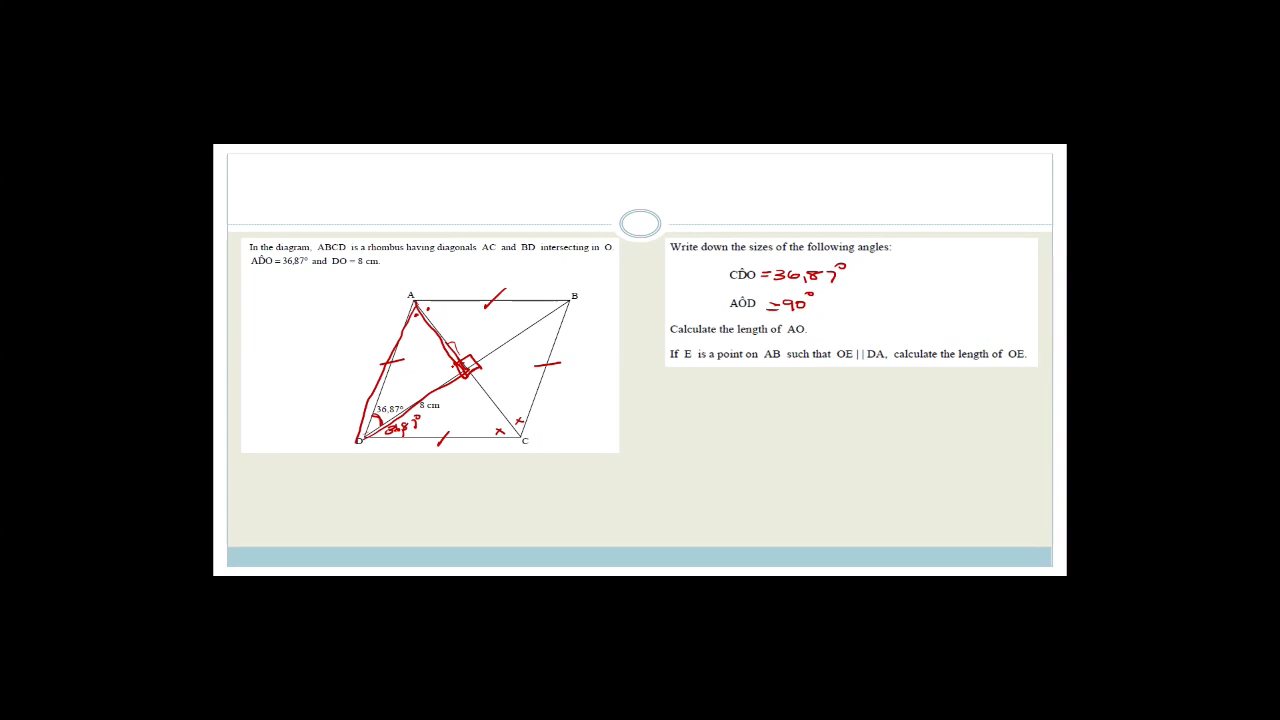 In the diagram, ABCD is a rhombus having diagonals AC and BD intersecting in O
AD̂O = 36,87° and DO = 8 cm.
A
B
36,87°
8 cm
36,87°
D
C
Write down the sizes of the following angles:
CD̂O = 36,87°
AÔD = 90°
Calculate the length of AO.
If E is a point on AB such that OE || DA, calculate the length of OE.